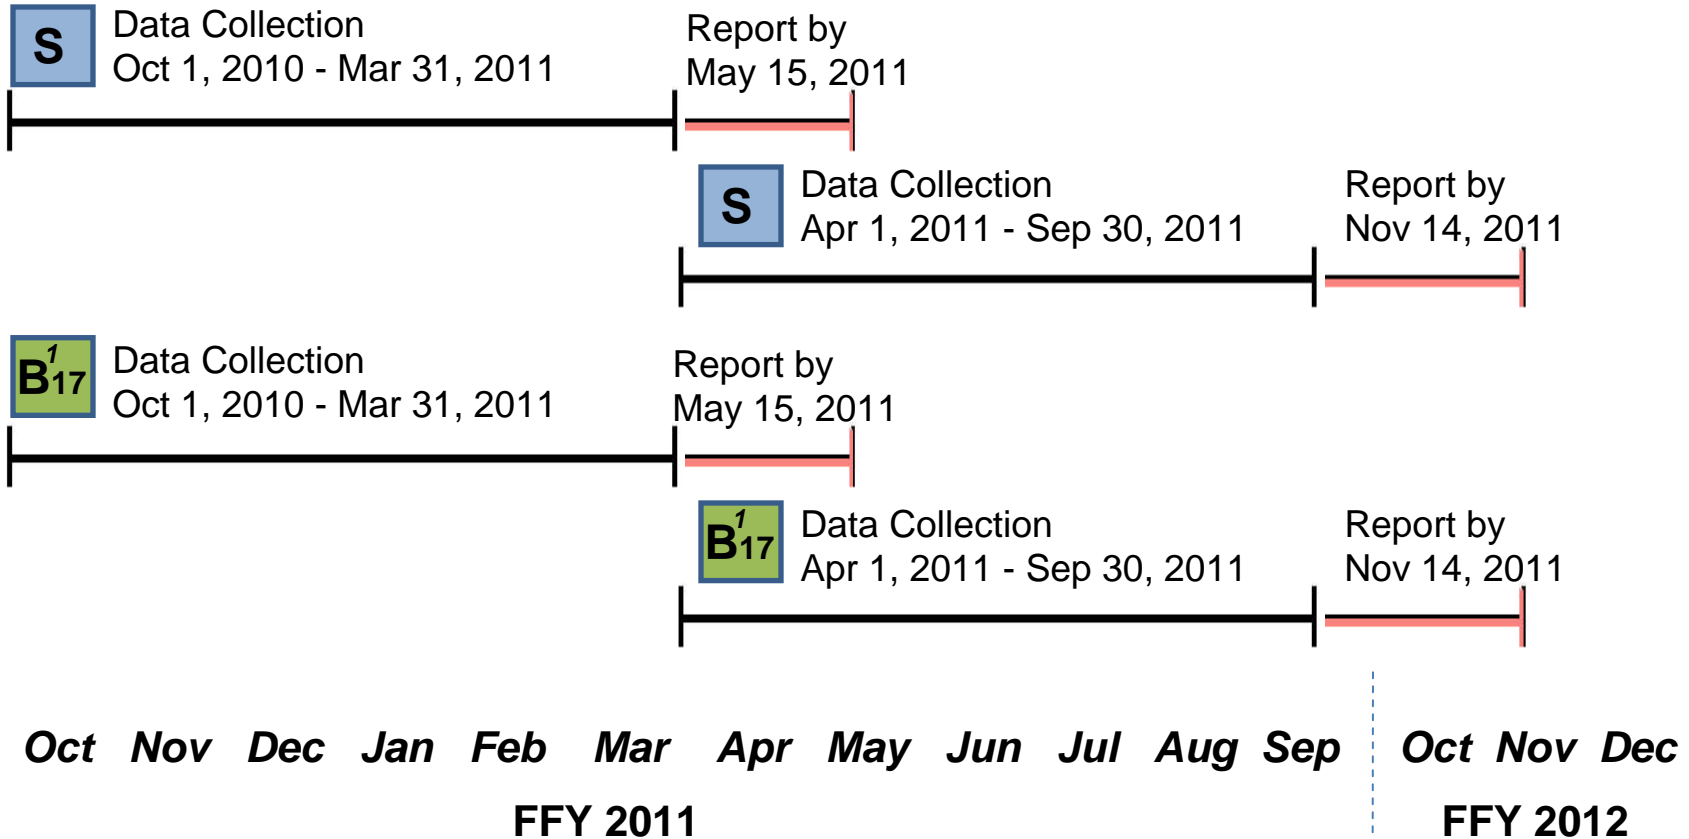 S
Data Collection
Oct 1, 2010 - Mar 31, 2011
Report by
May 15, 2011
S
Data Collection
Apr 1, 2011 - Sep 30, 2011
Report by
Nov 14, 2011
B17 1
Data Collection
Oct 1, 2010 - Mar 31, 2011
Report by
May 15, 2011
B17 1
Data Collection
Apr 1, 2011 - Sep 30, 2011
Report by
Nov 14, 2011
Oct Nov Dec Jan Feb Mar Apr May Jun Jul Aug Sep Oct Nov Dec
FFY 2011 FFY 2012